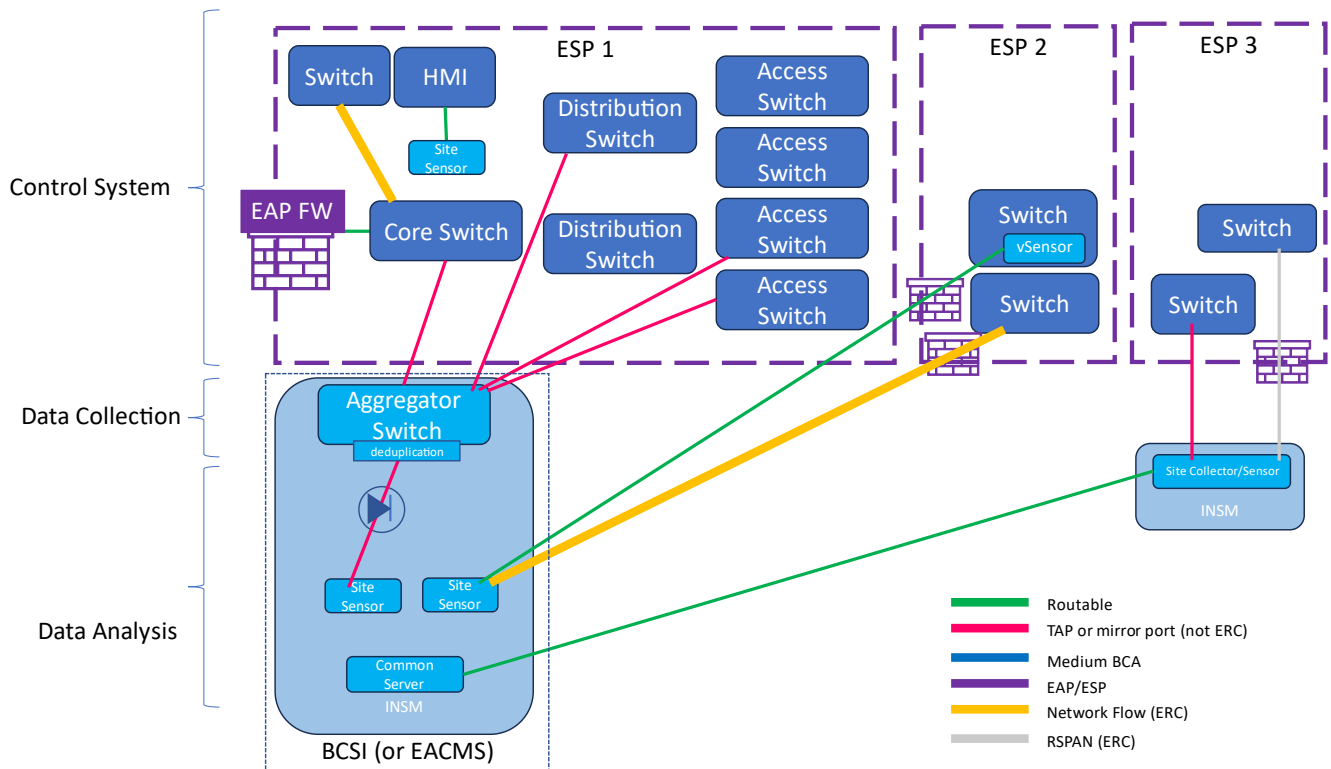 ESP 1
ESP 2
ESP 3
Switch
HMI
Site
Sensor
Distribution
Switch
Access
Switch
Access
Switch
Control System
EAP FW
Core Switch
Distribution
Switch
Access
Switch
Access
Switch
Switch
vSensor
Switch
Switch
Switch
Data Collection
Aggregator
Switch
deduplication
Site Collector/Sensor
INSM
Data Analysis
Site
Sensor
Site
Sensor
Common
Server
INSM
BCSI (or EACMS)
Routable
TAP or mirror port (not ERC)
Medium BCA
EAP/ESP
Network Flow (ERC)
RSPAN (ERC)